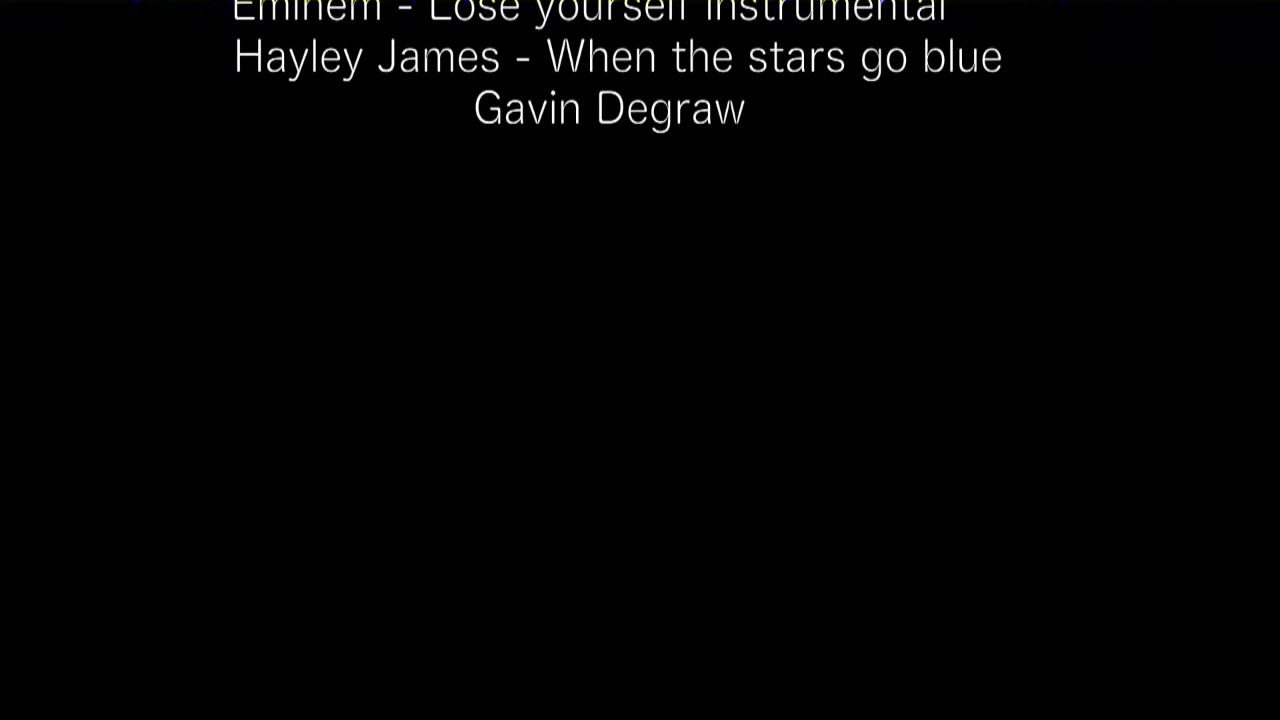 Eminem - Lose yourself instrumental
Hayley James - When the stars go blue
Gavin Degraw